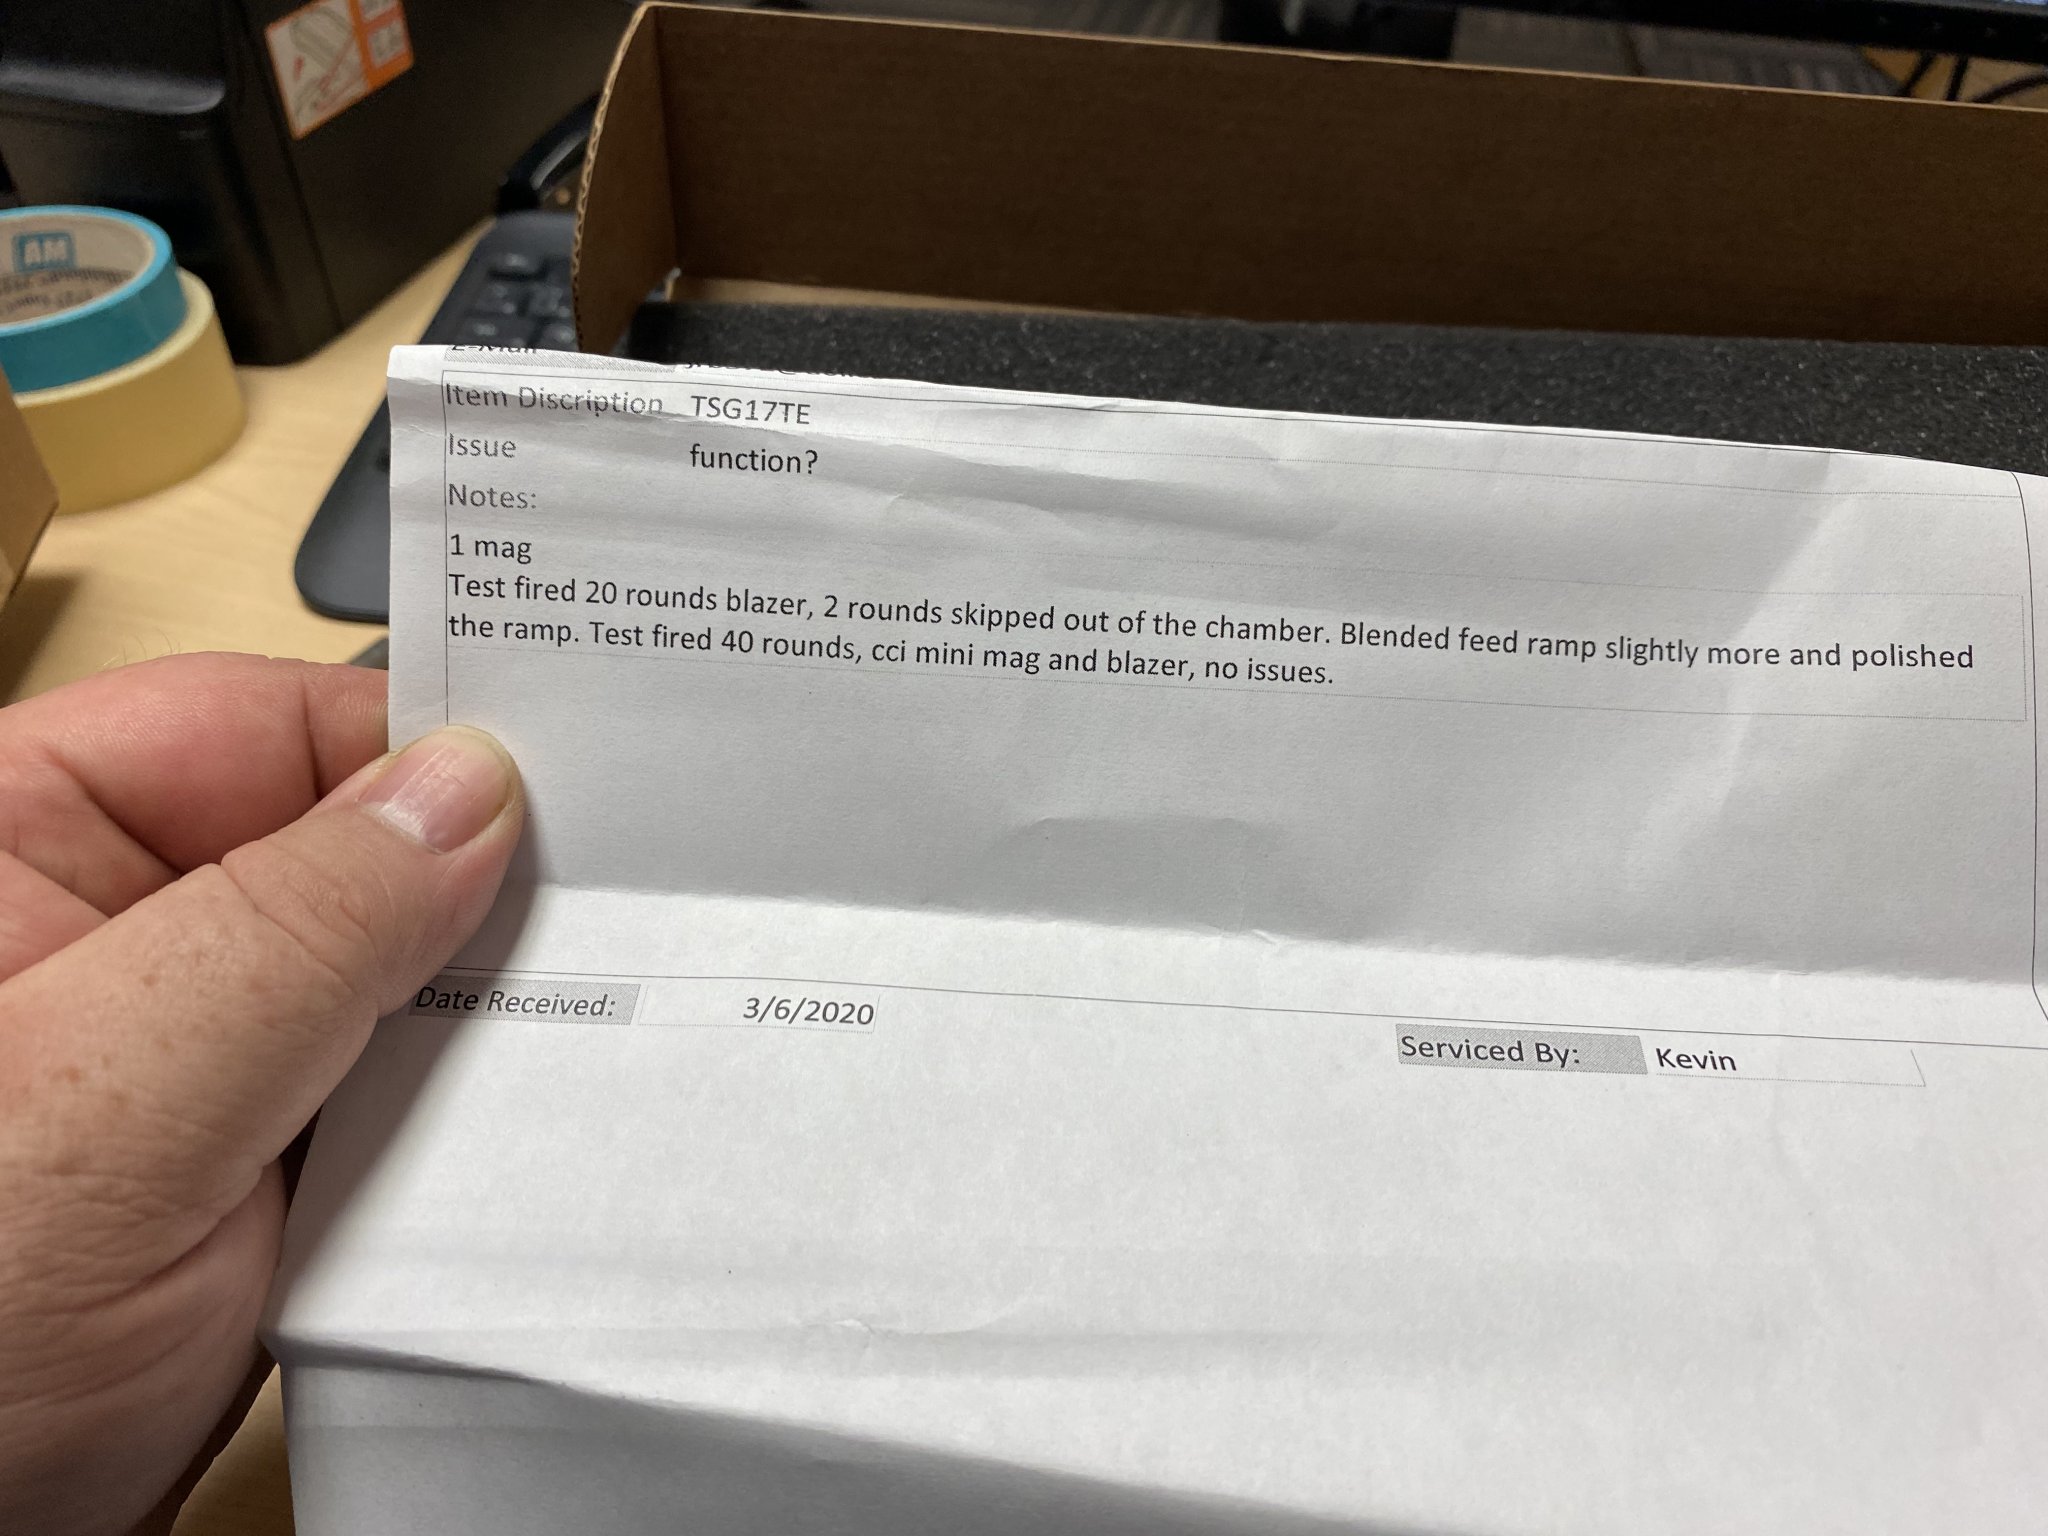 AM
E-Mail
Item Discription TSG17TE
Issue function?
Notes:
1 mag
Test fired 20 rounds blazer, 2 rounds skipped out of the chamber. Blended feed ramp slightly more and polished
the ramp. Test fired 40 rounds, cci mini mag and blazer, no issues.
Date Received: 3/6/2020
Serviced By: Kevin